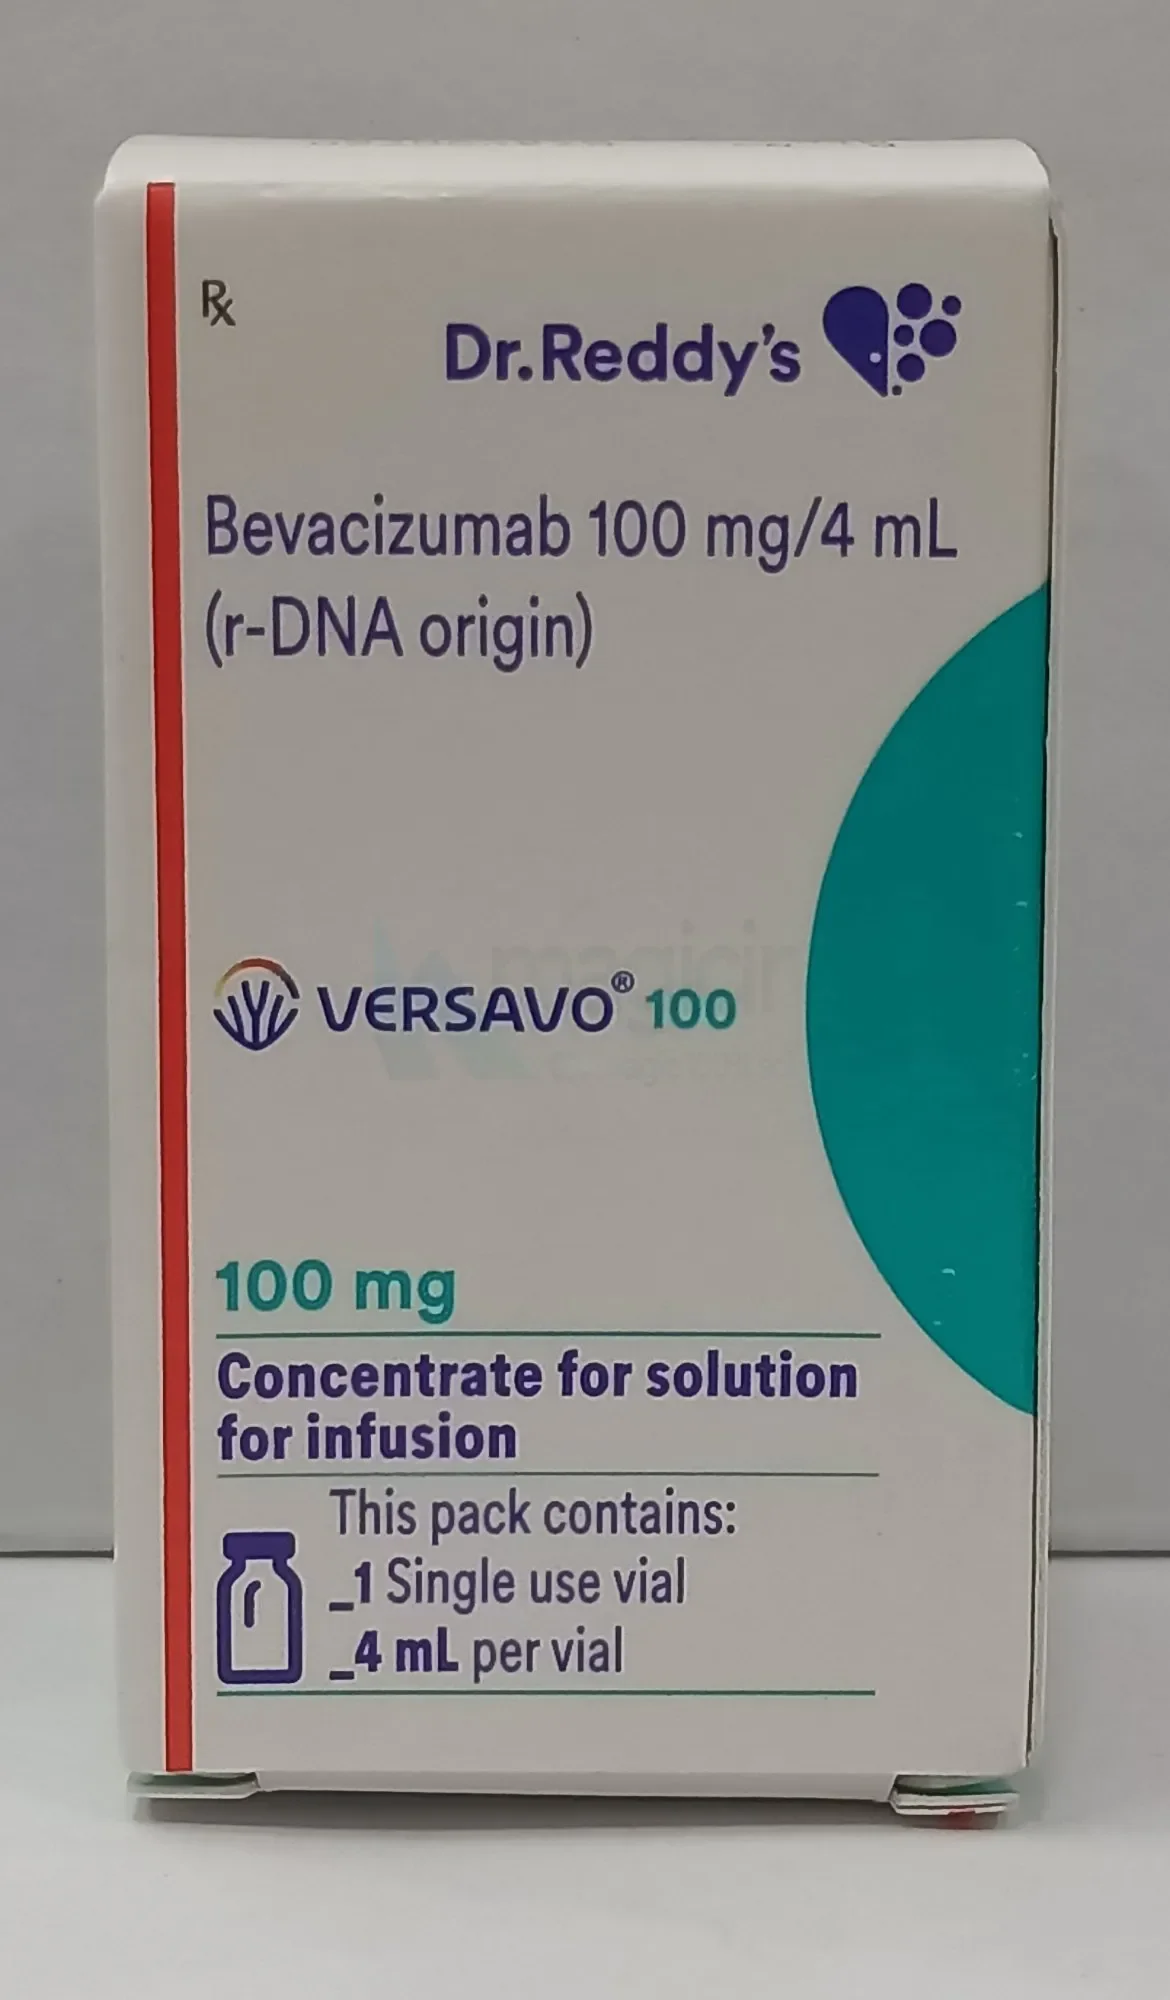 Rx
Dr.Reddy's
Bevacizumab 100 mg/4 mL
(r-DNA origin)
VERSAVO® 100
100 mg
Concentrate for solution
for infusion
This pack contains:
_1 Single use vial
_4 mL per vial